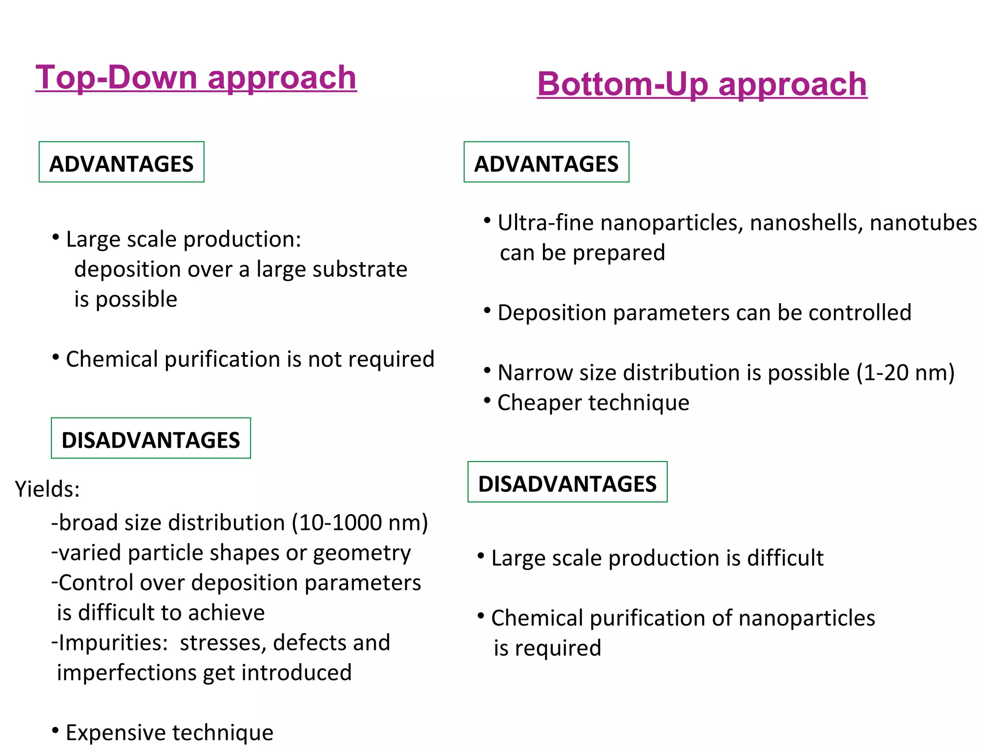 Top-Down approach
ADVANTAGES
• Large scale production:
deposition over a large substrate
is possible
• Chemical purification is not required
DISADVANTAGES
Yields:
-broad size distribution (10-1000 nm)
-varied particle shapes or geometry
-Control over deposition parameters
is difficult to achieve
-Impurities:  stresses, defects and
imperfections get introduced
• Expensive technique
Bottom-Up approach
ADVANTAGES
• Ultra-fine nanoparticles, nanoshells, nanotubes
can be prepared
• Deposition parameters can be controlled
• Narrow size distribution is possible (1-20 nm)
• Cheaper technique
DISADVANTAGES
• Large scale production is difficult
• Chemical purification of nanoparticles
is required